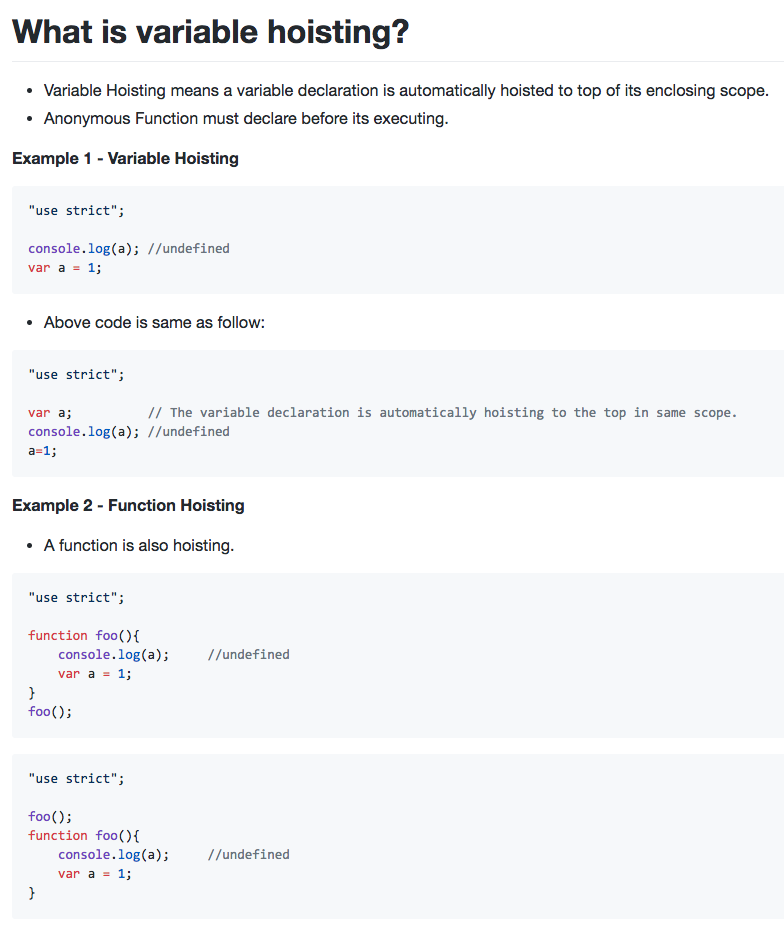 What is variable hoisting?
• Variable Hoisting means a variable declaration is automatically hoisted to top of its enclosing scope.
• Anonymous Function must declare before its executing.
Example 1 - Variable Hoisting
"use strict";
console.log(a); //undefined
var a = 1;
• Above code is same as follow:
"use strict";
var a;          // The variable declaration is automatically hoisting to the top in same scope.
console.log(a); //undefined
a=1;
Example 2 - Function Hoisting
• A function is also hoisting.
"use strict";
function foo(){
    console.log(a);     //undefined
    var a = 1;
}
foo();
"use strict";
foo();
function foo(){
    console.log(a);     //undefined
    var a = 1;
}